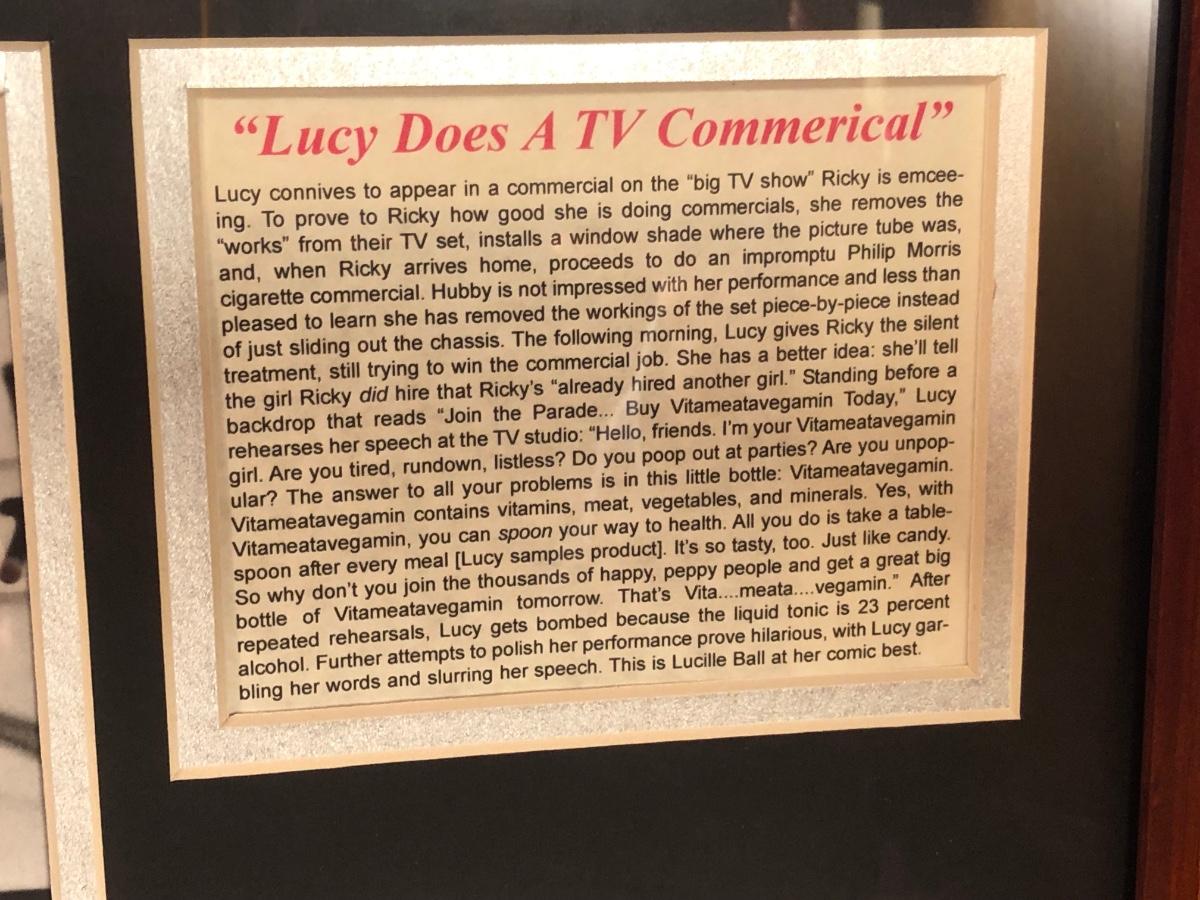 “Lucy Does A TV Commerical”
Lucy connives to appear in a commercial on the “big TV show” Ricky is emcee-
ing. To prove to Ricky how good she is doing commercials, she removes the
“works” from their TV set, installs a window shade where the picture tube was,
and, when Ricky arrives home, proceeds to do an impromptu Philip Morris
cigarette commercial. Hubby is not impressed with her performance and less than
pleased to learn she has removed the workings of the set piece-by-piece instead
of just sliding out the chassis. The following morning, Lucy gives Ricky the silent
treatment, still trying to win the commercial job. She has a better idea: she’ll tell
the girl Ricky did hire that Ricky’s “already hired another girl.” Standing before a
backdrop that reads “Join the Parade... Buy Vitameatavegamin Today,” Lucy
rehearses her speech at the TV studio: “Hello, friends. I’m your Vitameatavegamin
girl. Are you tired, rundown, listless? Do you poop out at parties? Are you unpop-
ular? The answer to all your problems is in this little bottle: Vitameatavegamin.
Vitameatavegamin contains vitamins, meat, vegetables, and minerals. Yes, with
Vitameatavegamin, you can spoon your way to health. All you do is take a table-
spoon after every meal [Lucy samples product]. It’s so tasty, too. Just like candy.
So why don’t you join the thousands of happy, peppy people and get a great big
bottle of Vitameatavegamin tomorrow. That’s Vita....meata....vegamin.” After
repeated rehearsals, Lucy gets bombed because the liquid tonic is 23 percent
alcohol. Further attempts to polish her performance prove hilarious, with Lucy gar-
bling her words and slurring her speech. This is Lucille Ball at her comic best.